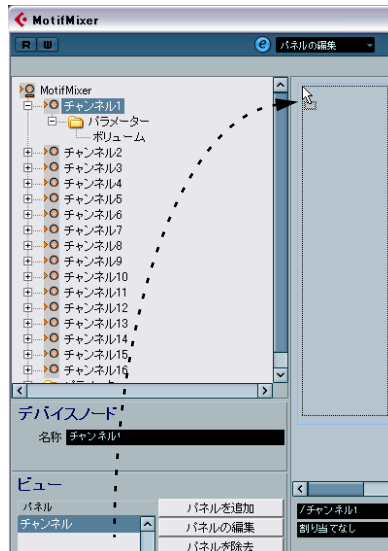 MotifMixer
R W e パネルの編集
MotifMixer
チャンネル1
パラメーター
ボリューム
チャンネル2
チャンネル3
チャンネル4
チャンネル5
チャンネル6
チャンネル7
チャンネル8
チャンネル9
チャンネル10
チャンネル11
チャンネル12
チャンネル13
チャンネル14
チャンネル15
チャンネル16
デバイスノード
名称 チャンネル1
ビュー
パネル
チャンネル
パネルを追加
パネルの編集
パネルを除去
/チャンネル1
割り当てなし